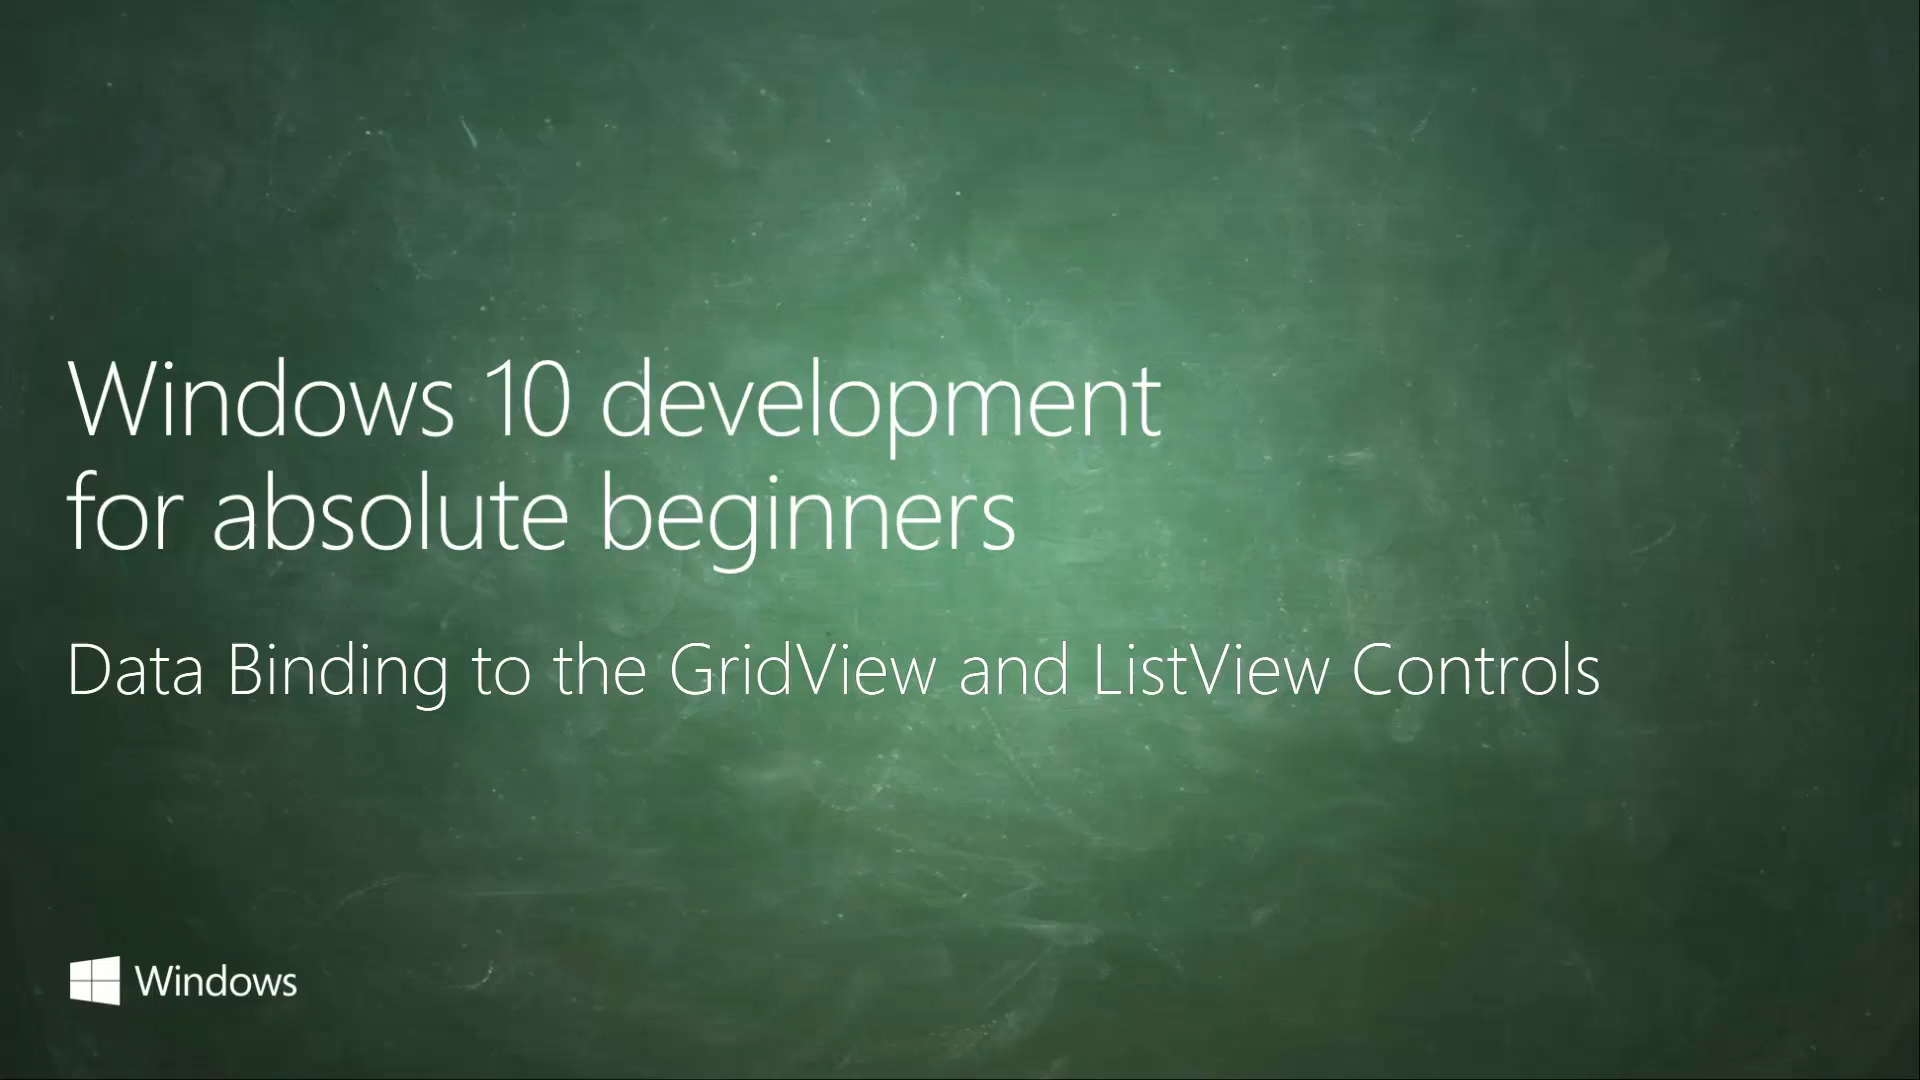 Windows 10 development
for absolute beginners
Data Binding to the GridView and ListView Controls
Windows